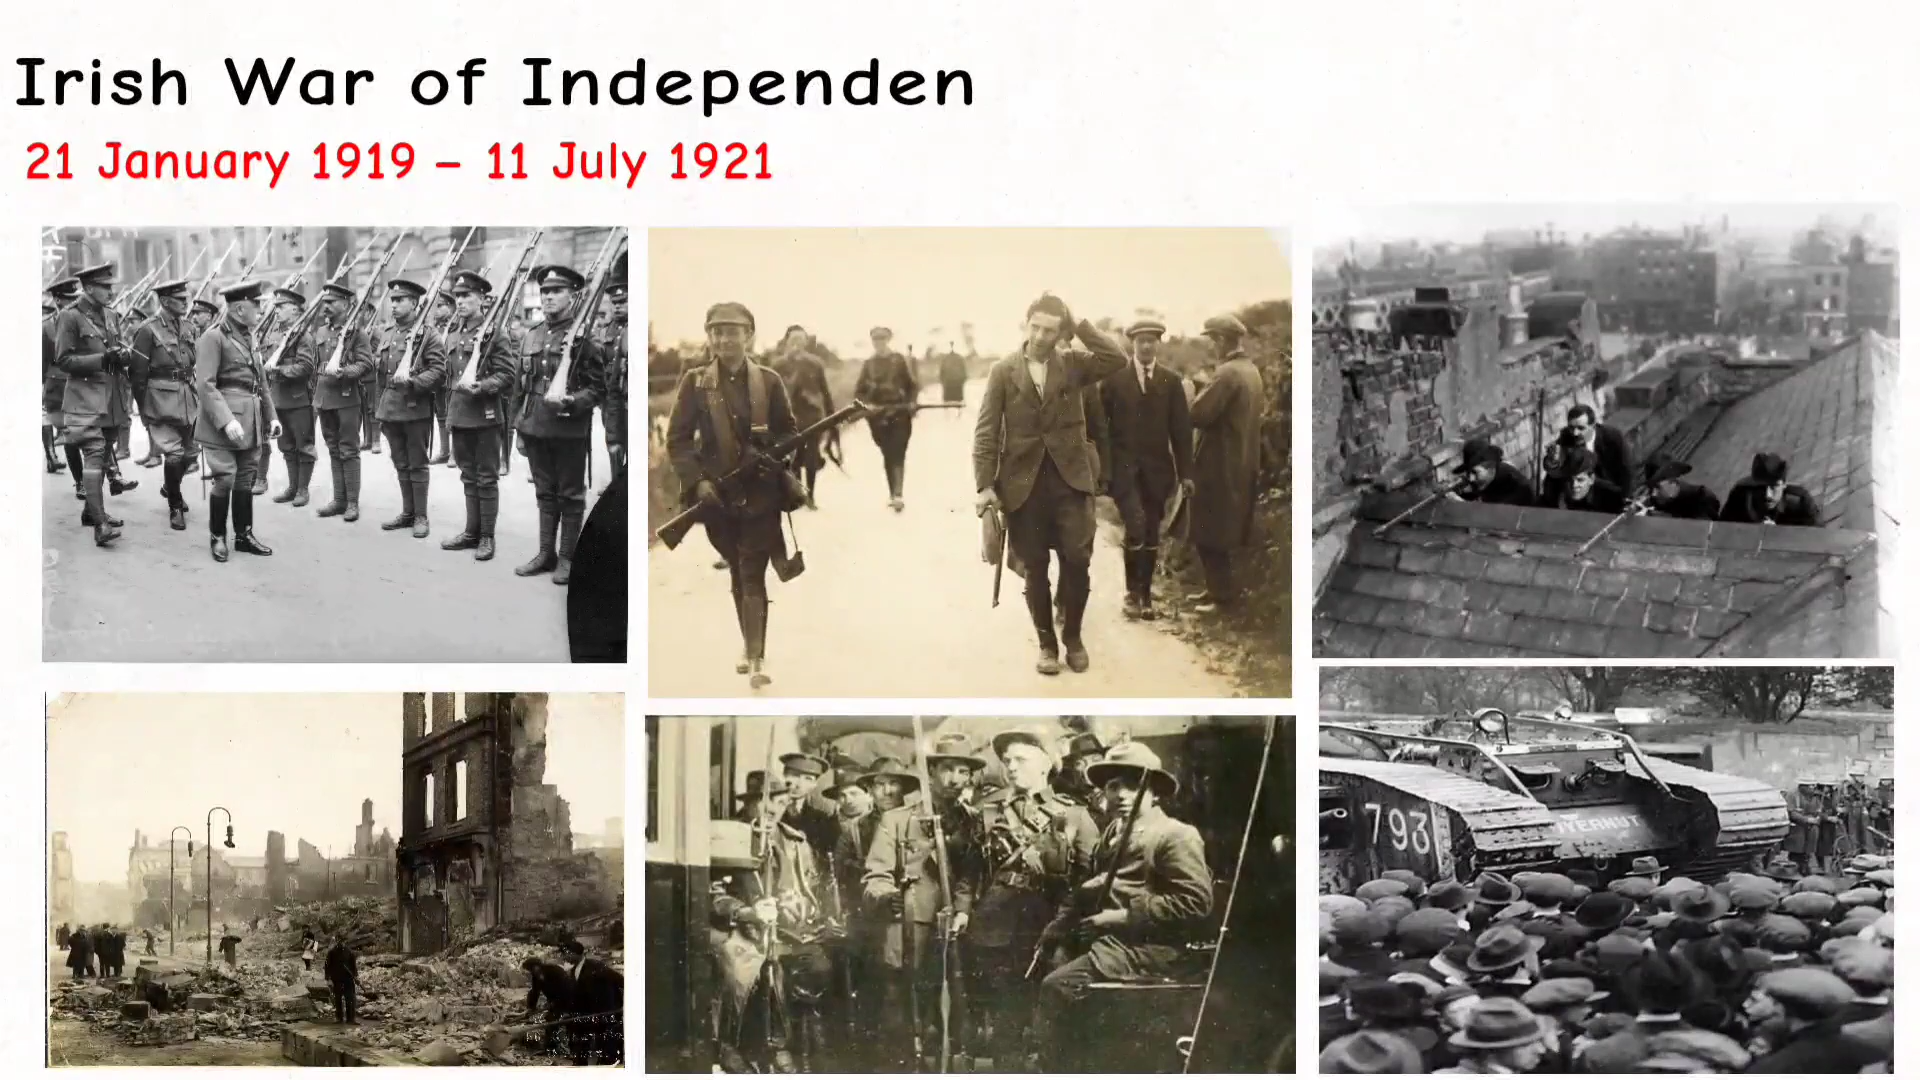 Irish War of Independen
21 January 1919 – 11 July 1921
793